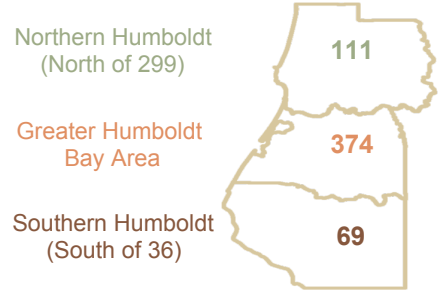 Northern Humboldt
(North of 299)
111
Greater Humboldt
Bay Area
374
Southern Humboldt
(South of 36)
69